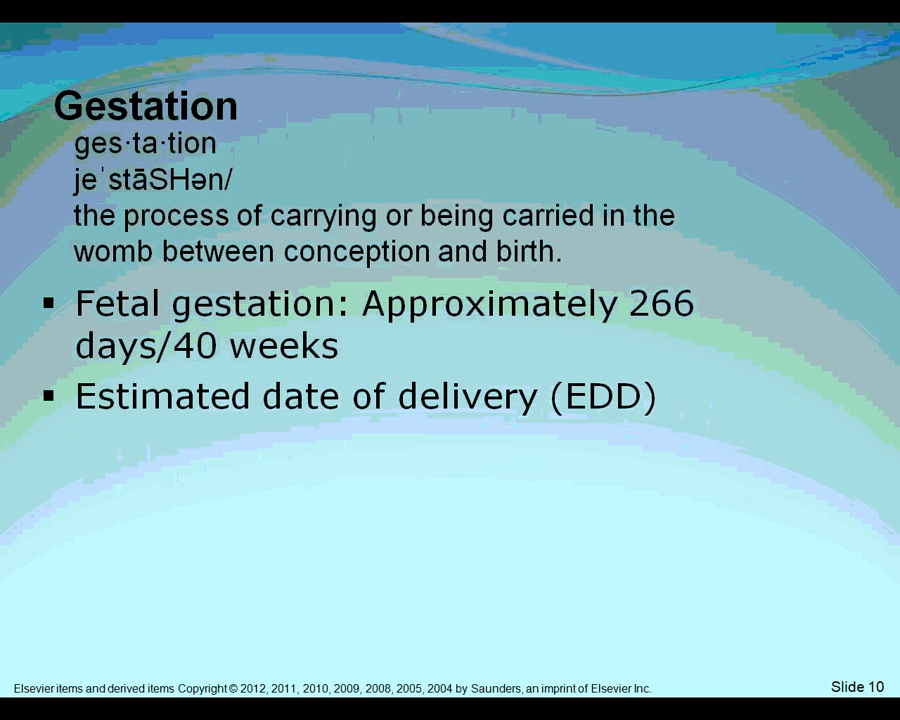 Gestation
ges·ta·tion
jeˈstāSHən/
the process of carrying or being carried in the
womb between conception and birth.
▪ Fetal gestation: Approximately 266
days/40 weeks
▪ Estimated date of delivery (EDD)
Elsevier items and derived items Copyright © 2012, 2011, 2010, 2009, 2008, 2005, 2004 by Saunders, an imprint of Elsevier Inc.
Slide 10